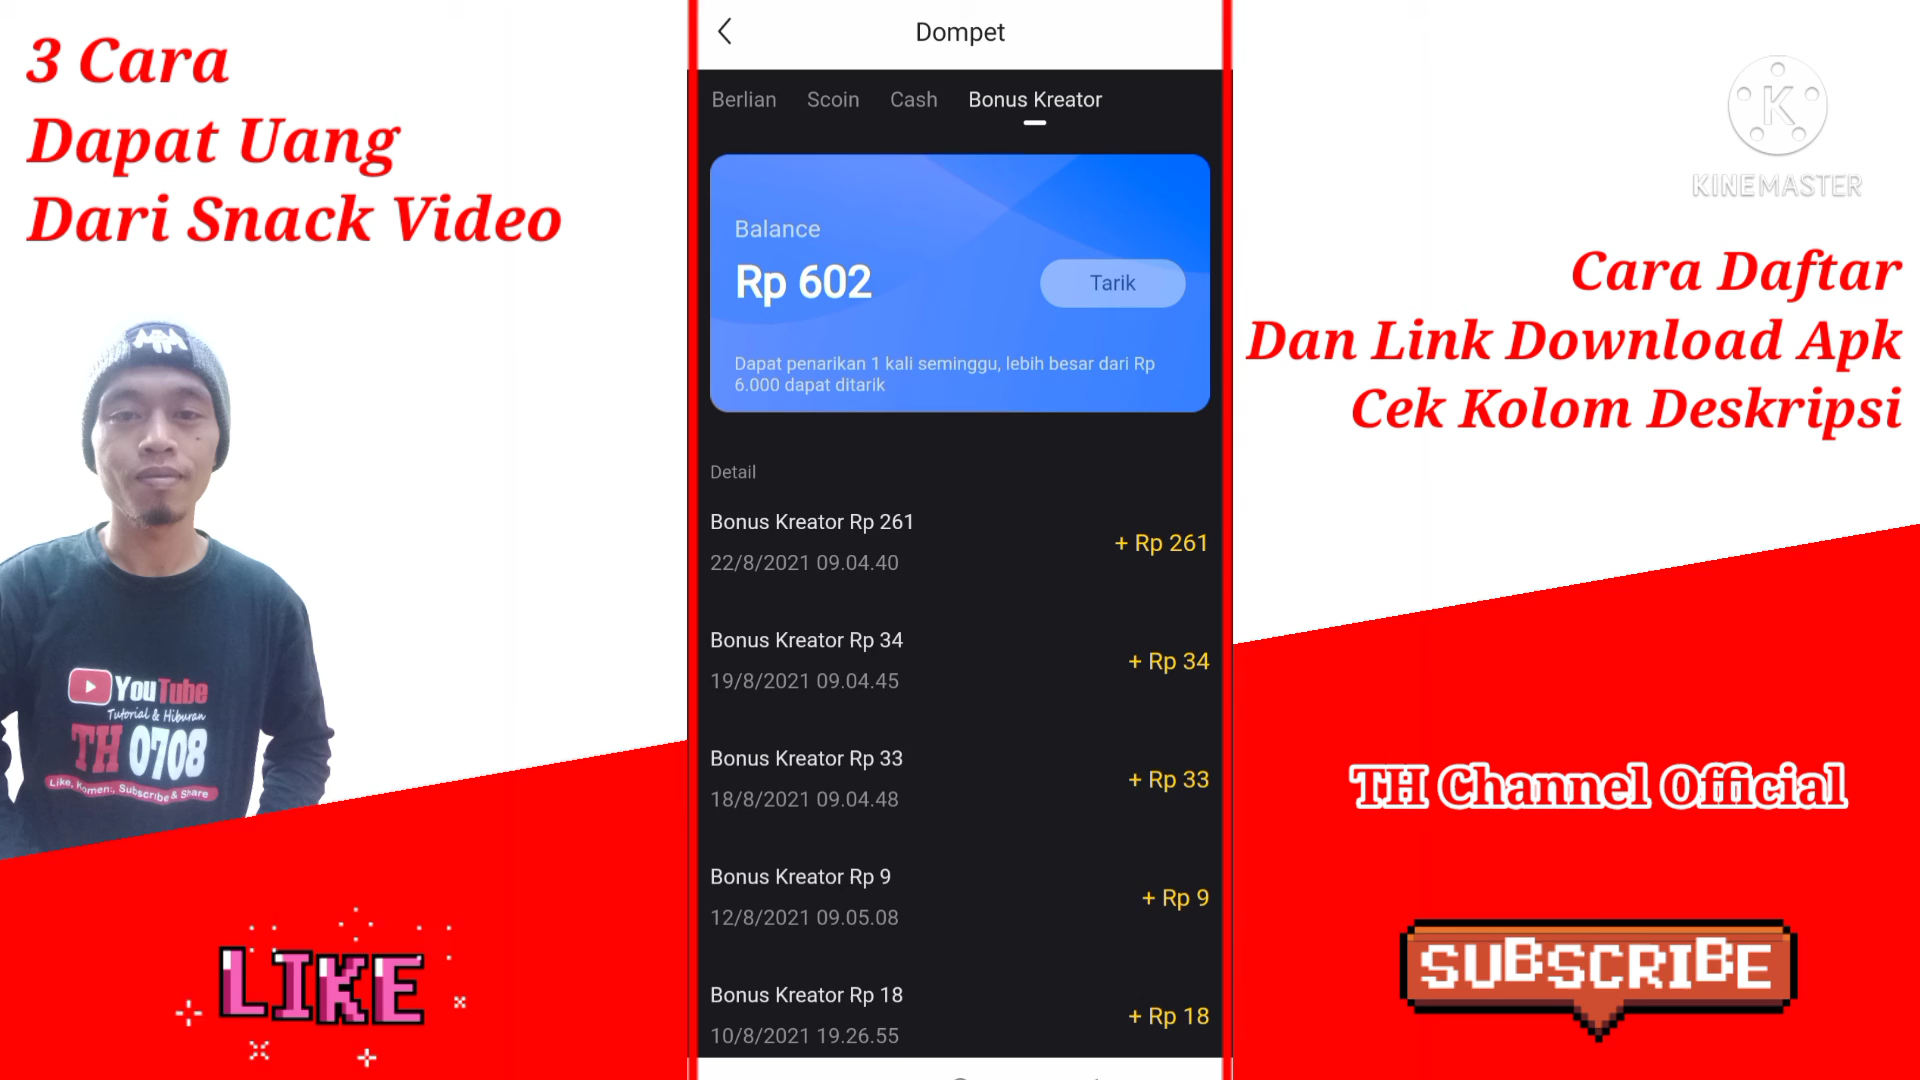 3 Cara
Dapat Uang
Dari Snack Video
YouTube
Tutorial & Hiburan
TH 0708
Like, Komen, Subscribe & Share
LIKE
Dompet
Berlian Scoin Cash Bonus Kreator
Balance
Rp 602
Tarik
Dapat penarikan 1 kali seminggu, lebih besar dari Rp
6.000 dapat ditarik
Detail
Bonus Kreator Rp 261
+ Rp 261
22/8/2021 09.04.40
Bonus Kreator Rp 34
+ Rp 34
19/8/2021 09.04.45
Bonus Kreator Rp 33
+ Rp 33
18/8/2021 09.04.48
Bonus Kreator Rp 9
+ Rp 9
12/8/2021 09.05.08
Bonus Kreator Rp 18
+ Rp 18
10/8/2021 19.26.55
K
KINEMASTER
Cara Daftar
Dan Link Download Apk
Cek Kolom Deskripsi
TH Channel Official
SUBSCRIBE